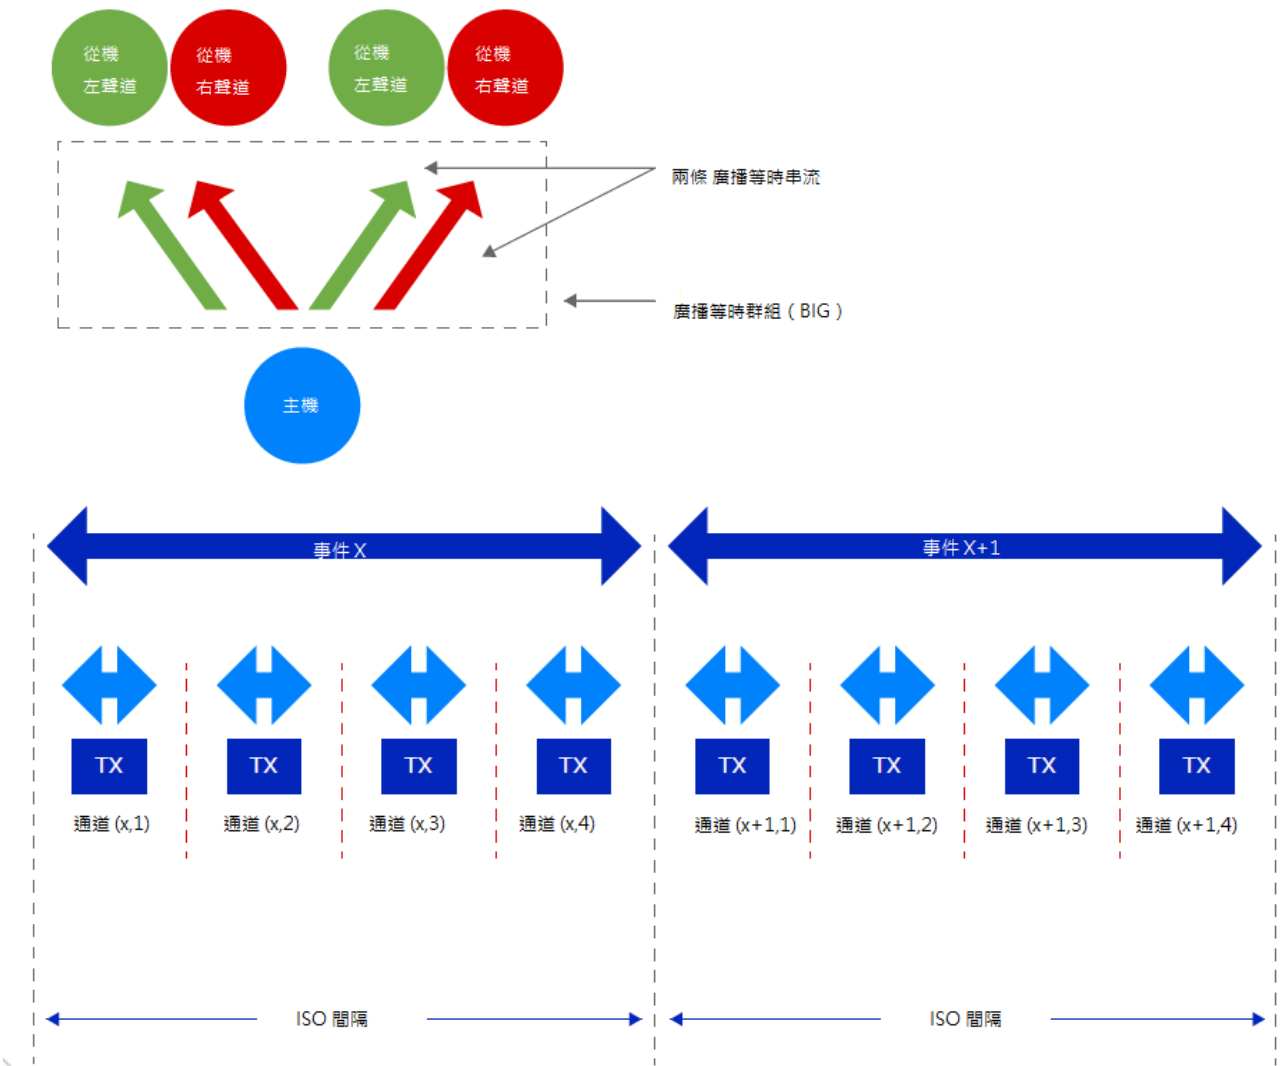 從機
左聲道
從機
右聲道
從機
左聲道
從機
右聲道
兩條 廣播等時串流
廣播等時群組（BIG）
主機
事件 X
事件 X+1
TX
TX
TX
TX
TX
TX
TX
TX
通道 (x,1)
通道 (x,2)
通道 (x,3)
通道 (x,4)
通道 (x+1,1)
通道 (x+1,2)
通道 (x+1,3)
通道 (x+1,4)
ISO 間隔
ISO 間隔